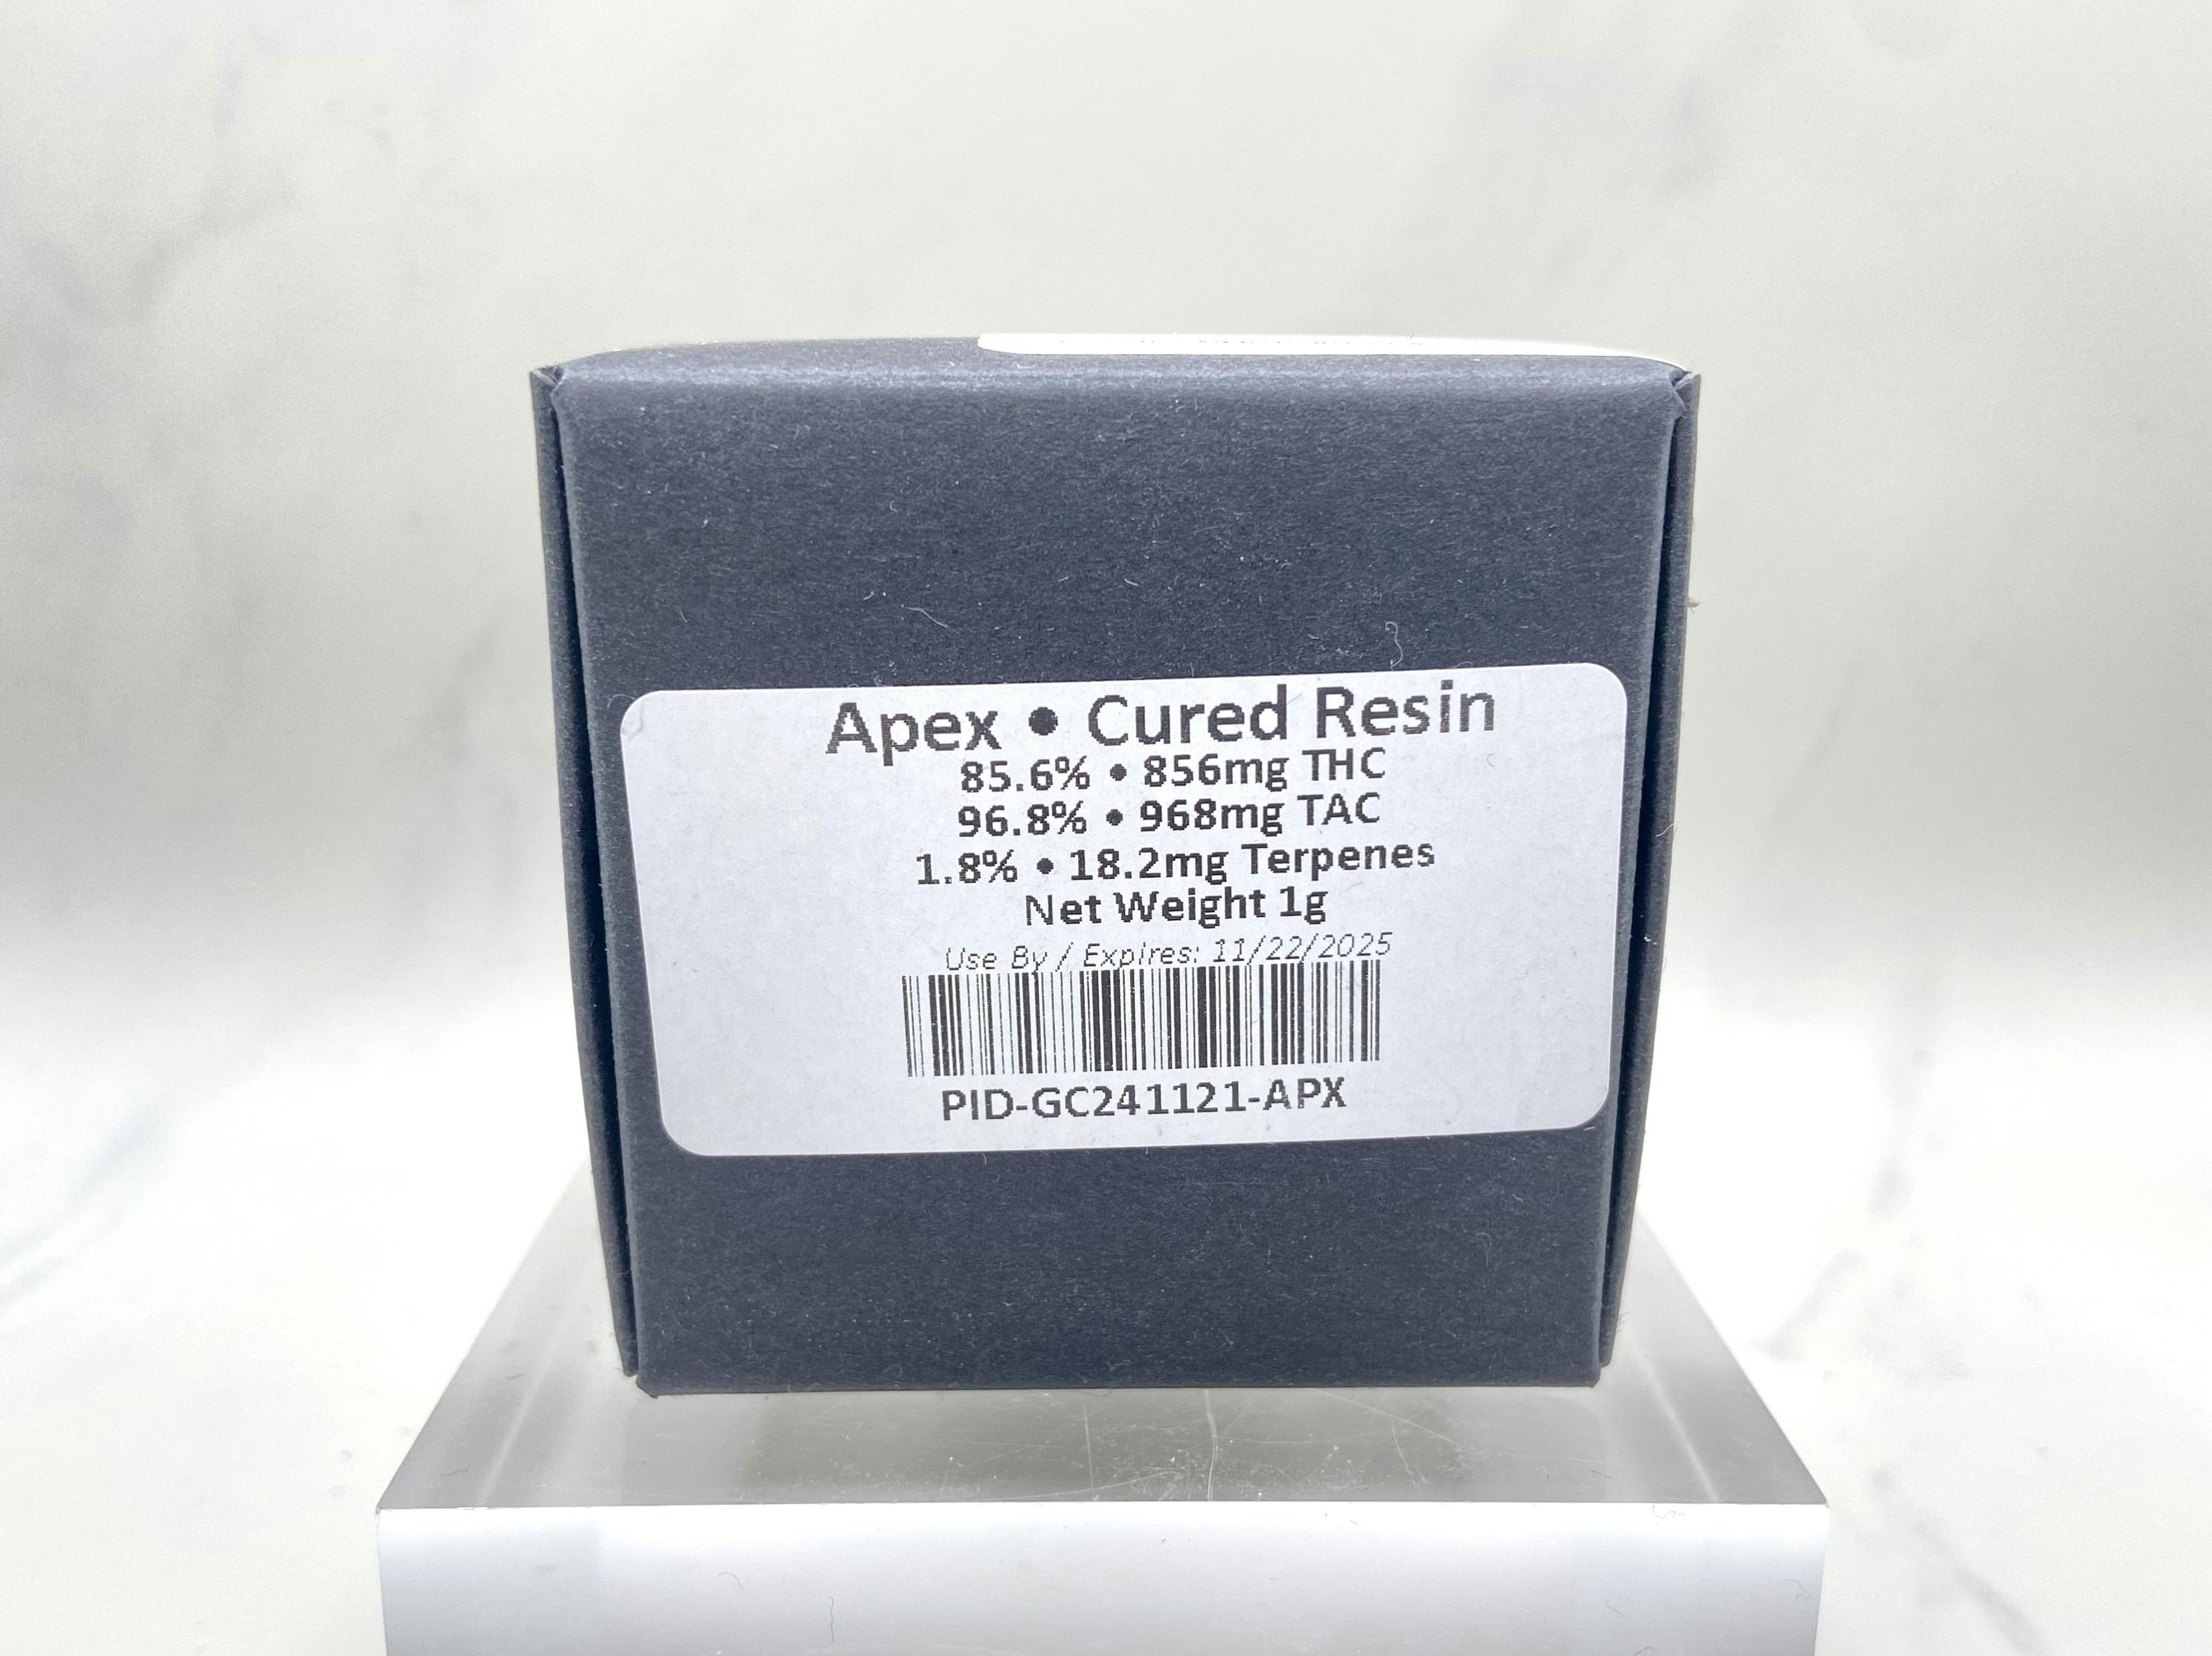 Apex • Cured Resin
85.6% • 856mg THC
96.8% • 968mg TAC
1.8% • 18.2mg Terpenes
Net Weight 1g
Use By / Expires: 11/22/2025
PID-GC241121-APX